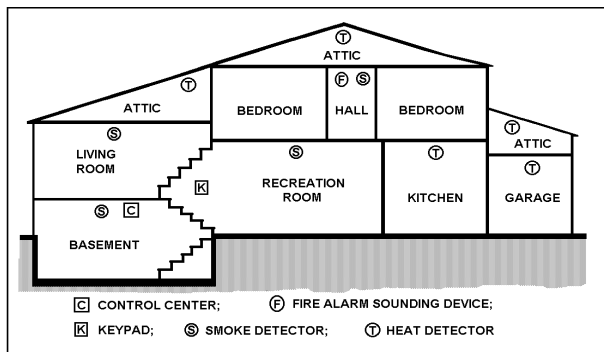 T
ATTIC
T
ATTIC
F S
BEDROOM HALL BEDROOM
T
ATTIC
S
LIVING
ROOM
K
S
RECREATION
ROOM
T
KITCHEN
T
GARAGE
S C
BASEMENT
C CONTROL CENTER; F FIRE ALARM SOUNDING DEVICE;
K KEYPAD; S SMOKE DETECTOR; T HEAT DETECTOR